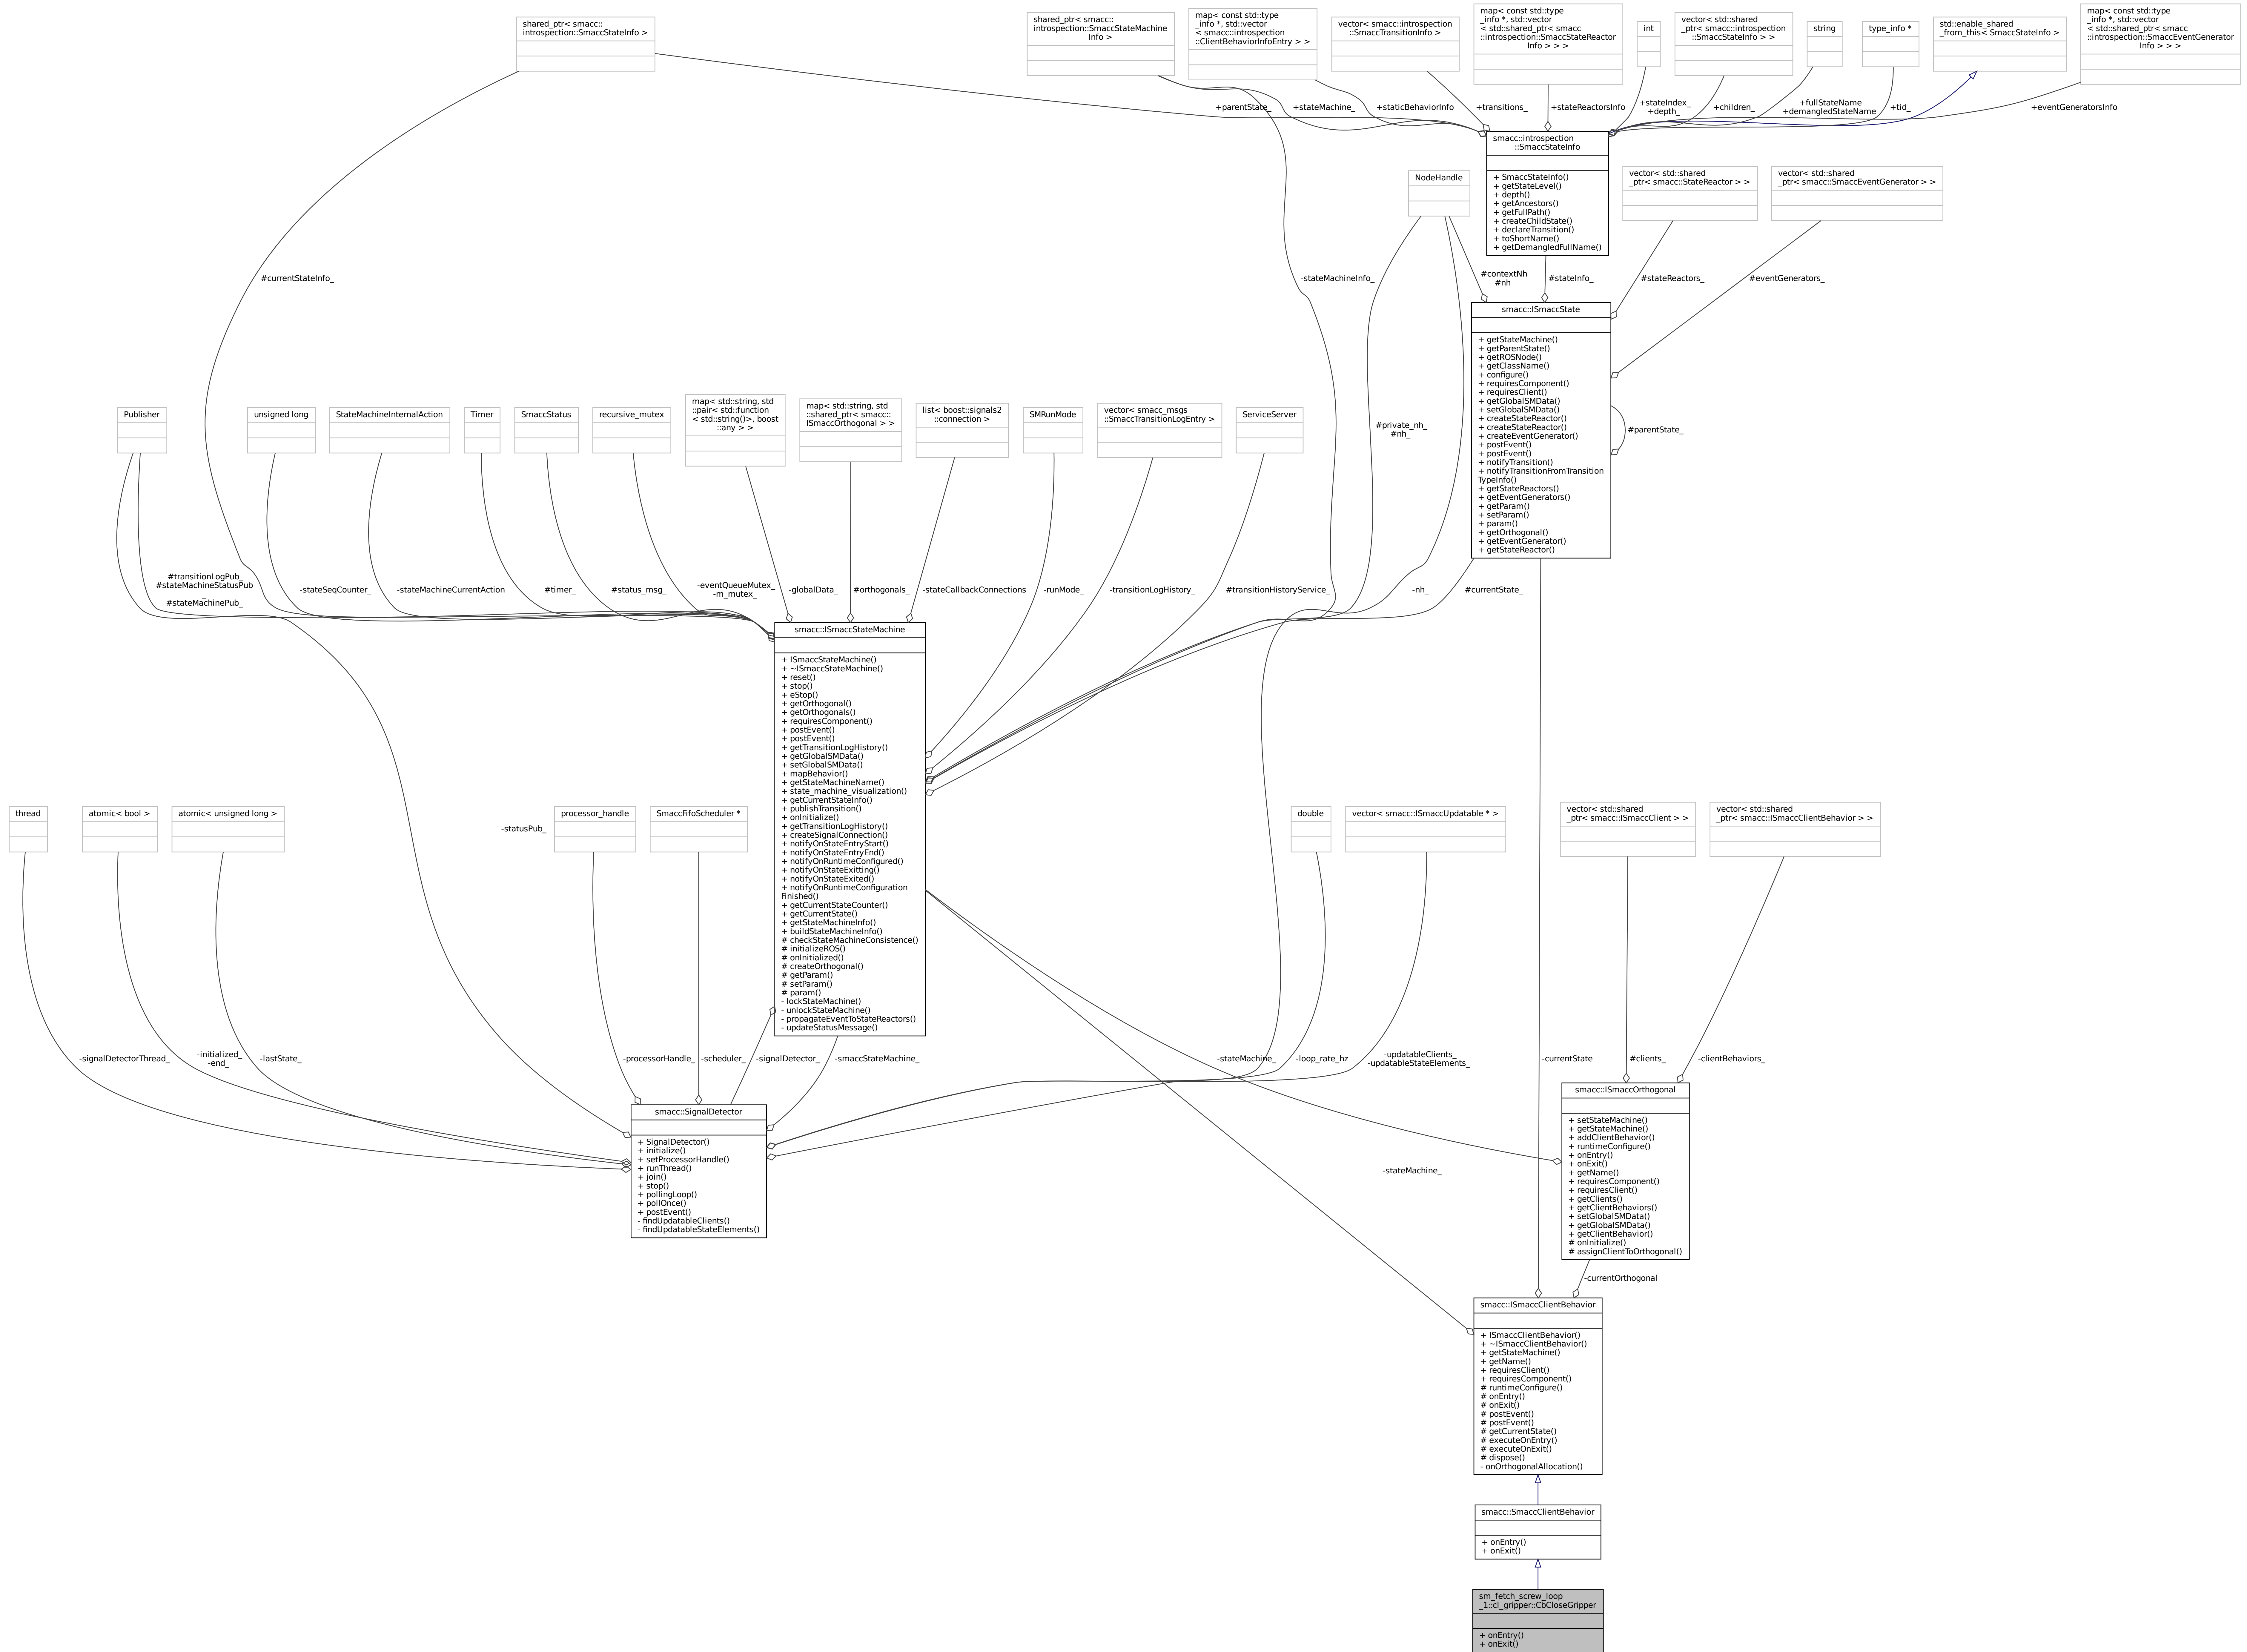 shared_ptr< smacc::
introspection::SmaccStateInfo >
shared_ptr< smacc::
introspection::SmaccStateMachine
Info >
map< const std::type
_info *, std::vector
< smacc::introspection
::ClientBehaviorInfoEntry > >
vector< smacc::introspection
::SmaccTransitionInfo >
map< const std::type
_info *, std::vector
< std::shared_ptr< smacc
::introspection::SmaccStateReactor
Info > > >
int
vector< std::shared
_ptr< smacc::introspection
::SmaccStateInfo > >
string
type_info *
std::enable_shared
_from_this< SmaccStateInfo >
map< const std::type
_info *, std::vector
< std::shared_ptr< smacc
::introspection::SmaccEventGenerator
Info > > >
+parentState_
+stateMachine_
+staticBehaviorInfo
+transitions_
+stateReactorsInfo
+stateIndex_
+depth_
+children_
+fullStateName
+demangledStateName
+tid_
+eventGeneratorsInfo
smacc::introspection
::SmaccStateInfo
+ SmaccStateInfo()
+ getStateLevel()
+ depth()
+ getAncestors()
+ getFullPath()
+ createChildState()
+ declareTransition()
+ toShortName()
+ getDemangledFullName()
NodeHandle
vector< std::shared
_ptr< smacc::StateReactor > >
vector< std::shared
_ptr< smacc::SmaccEventGenerator > >
#currentStateInfo_
-stateMachineInfo_
#contextNh
#nh
#stateInfo_
#stateReactors_
#eventGenerators_
smacc::ISmaccState
+ getStateMachine()
+ getParentState()
+ getROSNode()
+ getClassName()
+ configure()
+ requiresComponent()
+ requiresClient()
+ getGlobalSMData()
+ setGlobalSMData()
+ createStateReactor()
+ createStateReactor()
+ createEventGenerator()
+ postEvent()
+ postEvent()
+ notifyTransition()
+ notifyTransitionFromTransition
TypeInfo()
+ getStateReactors()
+ getEventGenerators()
+ getParam()
+ setParam()
+ param()
+ getOrthogonal()
+ getEventGenerator()
+ getStateReactor()
#parentState_
Publisher
unsigned long
StateMachineInternalAction
Timer
SmaccStatus
recursive_mutex
map< std::string, std
::pair< std::function
< std::string()>, boost
::any > >
map< std::string, std
::shared_ptr< smacc::
ISmaccOrthogonal > >
list< boost::signals2
::connection >
SMRunMode
vector< smacc_msgs
::SmaccTransitionLogEntry >
ServiceServer
#private_nh_
#nh_
#transitionLogPub_
#stateMachineStatusPub
_
#stateMachinePub_
-stateSeqCounter_
-stateMachineCurrentAction
#timer_
#status_msg_
-eventQueueMutex_
-m_mutex_
-globalData_
#orthogonals_
-stateCallbackConnections
-runMode_
-transitionLogHistory_
#transitionHistoryService_
-nh_
#currentState_
smacc::ISmaccStateMachine
+ ISmaccStateMachine()
+ ~ISmaccStateMachine()
+ reset()
+ stop()
+ eStop()
+ getOrthogonal()
+ getOrthogonals()
+ requiresComponent()
+ postEvent()
+ postEvent()
+ getTransitionLogHistory()
+ getGlobalSMData()
+ setGlobalSMData()
+ mapBehavior()
+ getStateMachineName()
+ state_machine_visualization()
+ getCurrentStateInfo()
+ publishTransition()
+ onInitialize()
+ getTransitionLogHistory()
+ createSignalConnection()
+ notifyOnStateEntryStart()
+ notifyOnStateEntryEnd()
+ notifyOnRuntimeConfigured()
+ notifyOnStateExitting()
+ notifyOnStateExited()
+ notifyOnRuntimeConfiguration
Finished()
+ getCurrentStateCounter()
+ getCurrentState()
+ getStateMachineInfo()
+ buildStateMachineInfo()
# checkStateMachineConsistence()
# initializeROS()
# onInitialized()
# createOrthogonal()
# getParam()
# setParam()
# param()
- lockStateMachine()
- unlockStateMachine()
- propagateEventToStateReactors()
- updateStatusMessage()
thread
atomic< bool >
atomic< unsigned long >
-statusPub_
processor_handle
SmaccFifoScheduler *
double
vector< smacc::ISmaccUpdatable * >
vector< std::shared
_ptr< smacc::ISmaccClient > >
vector< std::shared
_ptr< smacc::ISmaccClientBehavior > >
-signalDetectorThread_
-initialized_
-end_
-lastState_
-processorHandle_
-scheduler_
-signalDetector_
-smaccStateMachine_
-stateMachine_
-loop_rate_hz
-updatableClients_
-updatableStateElements_
-currentState
#clients_
-clientBehaviors_
smacc::SignalDetector
+ SignalDetector()
+ initialize()
+ setProcessorHandle()
+ runThread()
+ join()
+ stop()
+ pollingLoop()
+ pollOnce()
+ postEvent()
- findUpdatableClients()
- findUpdatableStateElements()
-stateMachine_
smacc::ISmaccOrthogonal
+ setStateMachine()
+ getStateMachine()
+ addClientBehavior()
+ runtimeConfigure()
+ onEntry()
+ onExit()
+ getName()
+ requiresComponent()
+ requiresClient()
+ getClients()
+ getClientBehaviors()
+ setGlobalSMData()
+ getGlobalSMData()
+ getClientBehavior()
# onInitialize()
# assignClientToOrthogonal()
-currentOrthogonal
smacc::ISmaccClientBehavior
+ ISmaccClientBehavior()
+ ~ISmaccClientBehavior()
+ getStateMachine()
+ getName()
+ requiresClient()
+ requiresComponent()
# runtimeConfigure()
# onEntry()
# onExit()
# postEvent()
# postEvent()
# getCurrentState()
# executeOnEntry()
# executeOnExit()
# dispose()
- onOrthogonalAllocation()
smacc::SmaccClientBehavior
+ onEntry()
+ onExit()
sm_fetch_screw_loop
_1::cl_gripper::CbCloseGripper
+ onEntry()
+ onExit()